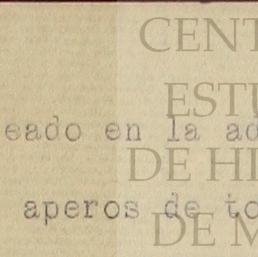 CENT
ESTU
eado en la ad
DE HI
aperos de to
DE M